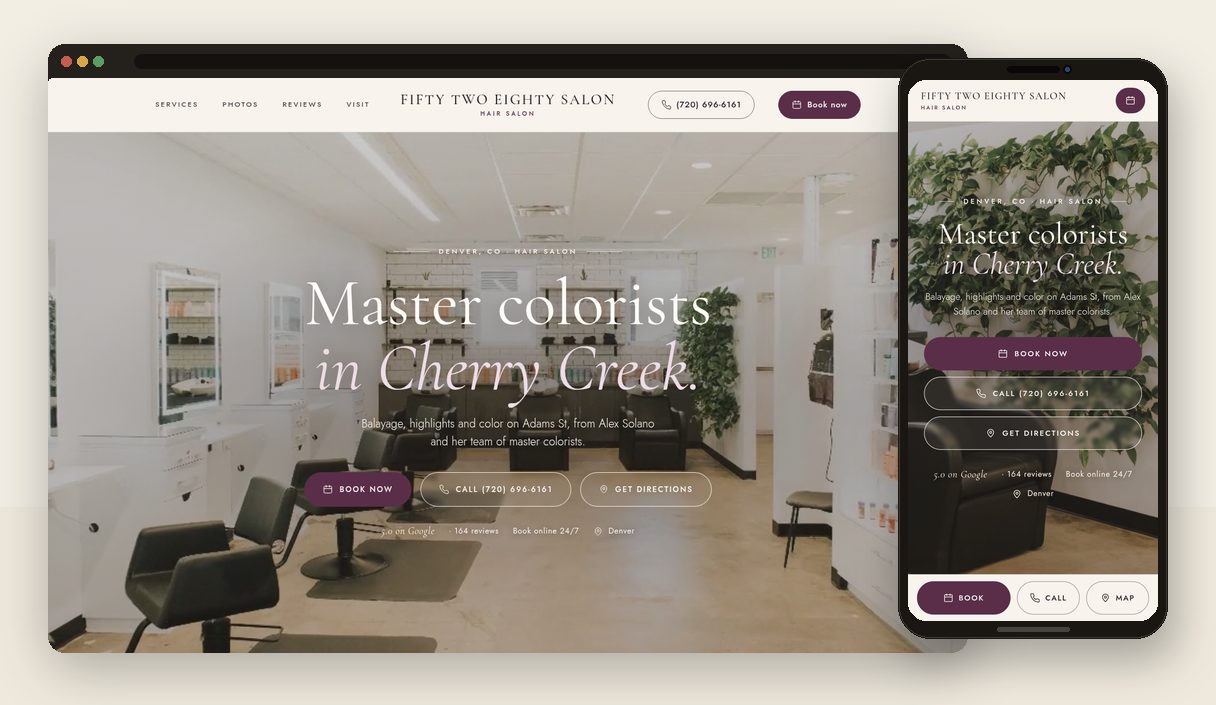 SERVICES PHOTOS REVIEWS VISIT
FIFTY TWO EIGHTY SALON
HAIR SALON
(720) 696-6161
Book now
DENVER, CO · HAIR SALON
Master colorists
in Cherry Creek.
Balayage, highlights and color on Adams St, from Alex Solano
and her team of master colorists.
BOOK NOW
CALL (720) 696-6161
GET DIRECTIONS
5.0 on Google · 164 reviews Book online 24/7 Denver
EXIT
FIFTY TWO EIGHTY SALON
HAIR SALON
DENVER, CO · HAIR SALON
Master colorists
in Cherry Creek.
Balayage, highlights and color on Adams St, from Alex
Solano and her team of master colorists.
BOOK NOW
CALL (720) 696-6161
GET DIRECTIONS
5.0 on Google · 164 reviews Book online 24/7
Denver
BOOK
CALL
MAP